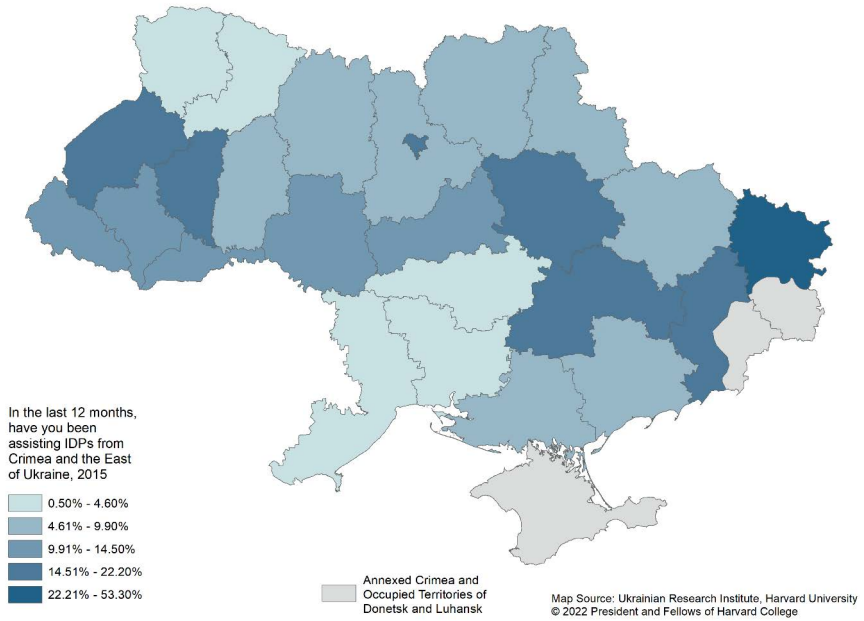 In the last 12 months,
have you been
assisting IDPs from
Crimea and the East
of Ukraine, 2015
0.50% - 4.60%
4.61% - 9.90%
9.91% - 14.50%
14.51% - 22.20%
22.21% - 53.30%
Annexed Crimea and
Occupied Territories of
Donetsk and Luhansk
Map Source: Ukrainian Research Institute, Harvard University
© 2022 President and Fellows of Harvard College